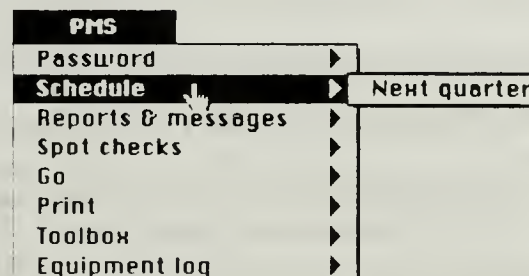 PMS
Password
Schedule
Next quarter
Reports & messages
Spot checks
Go
Print
Toolbox
Equipment log